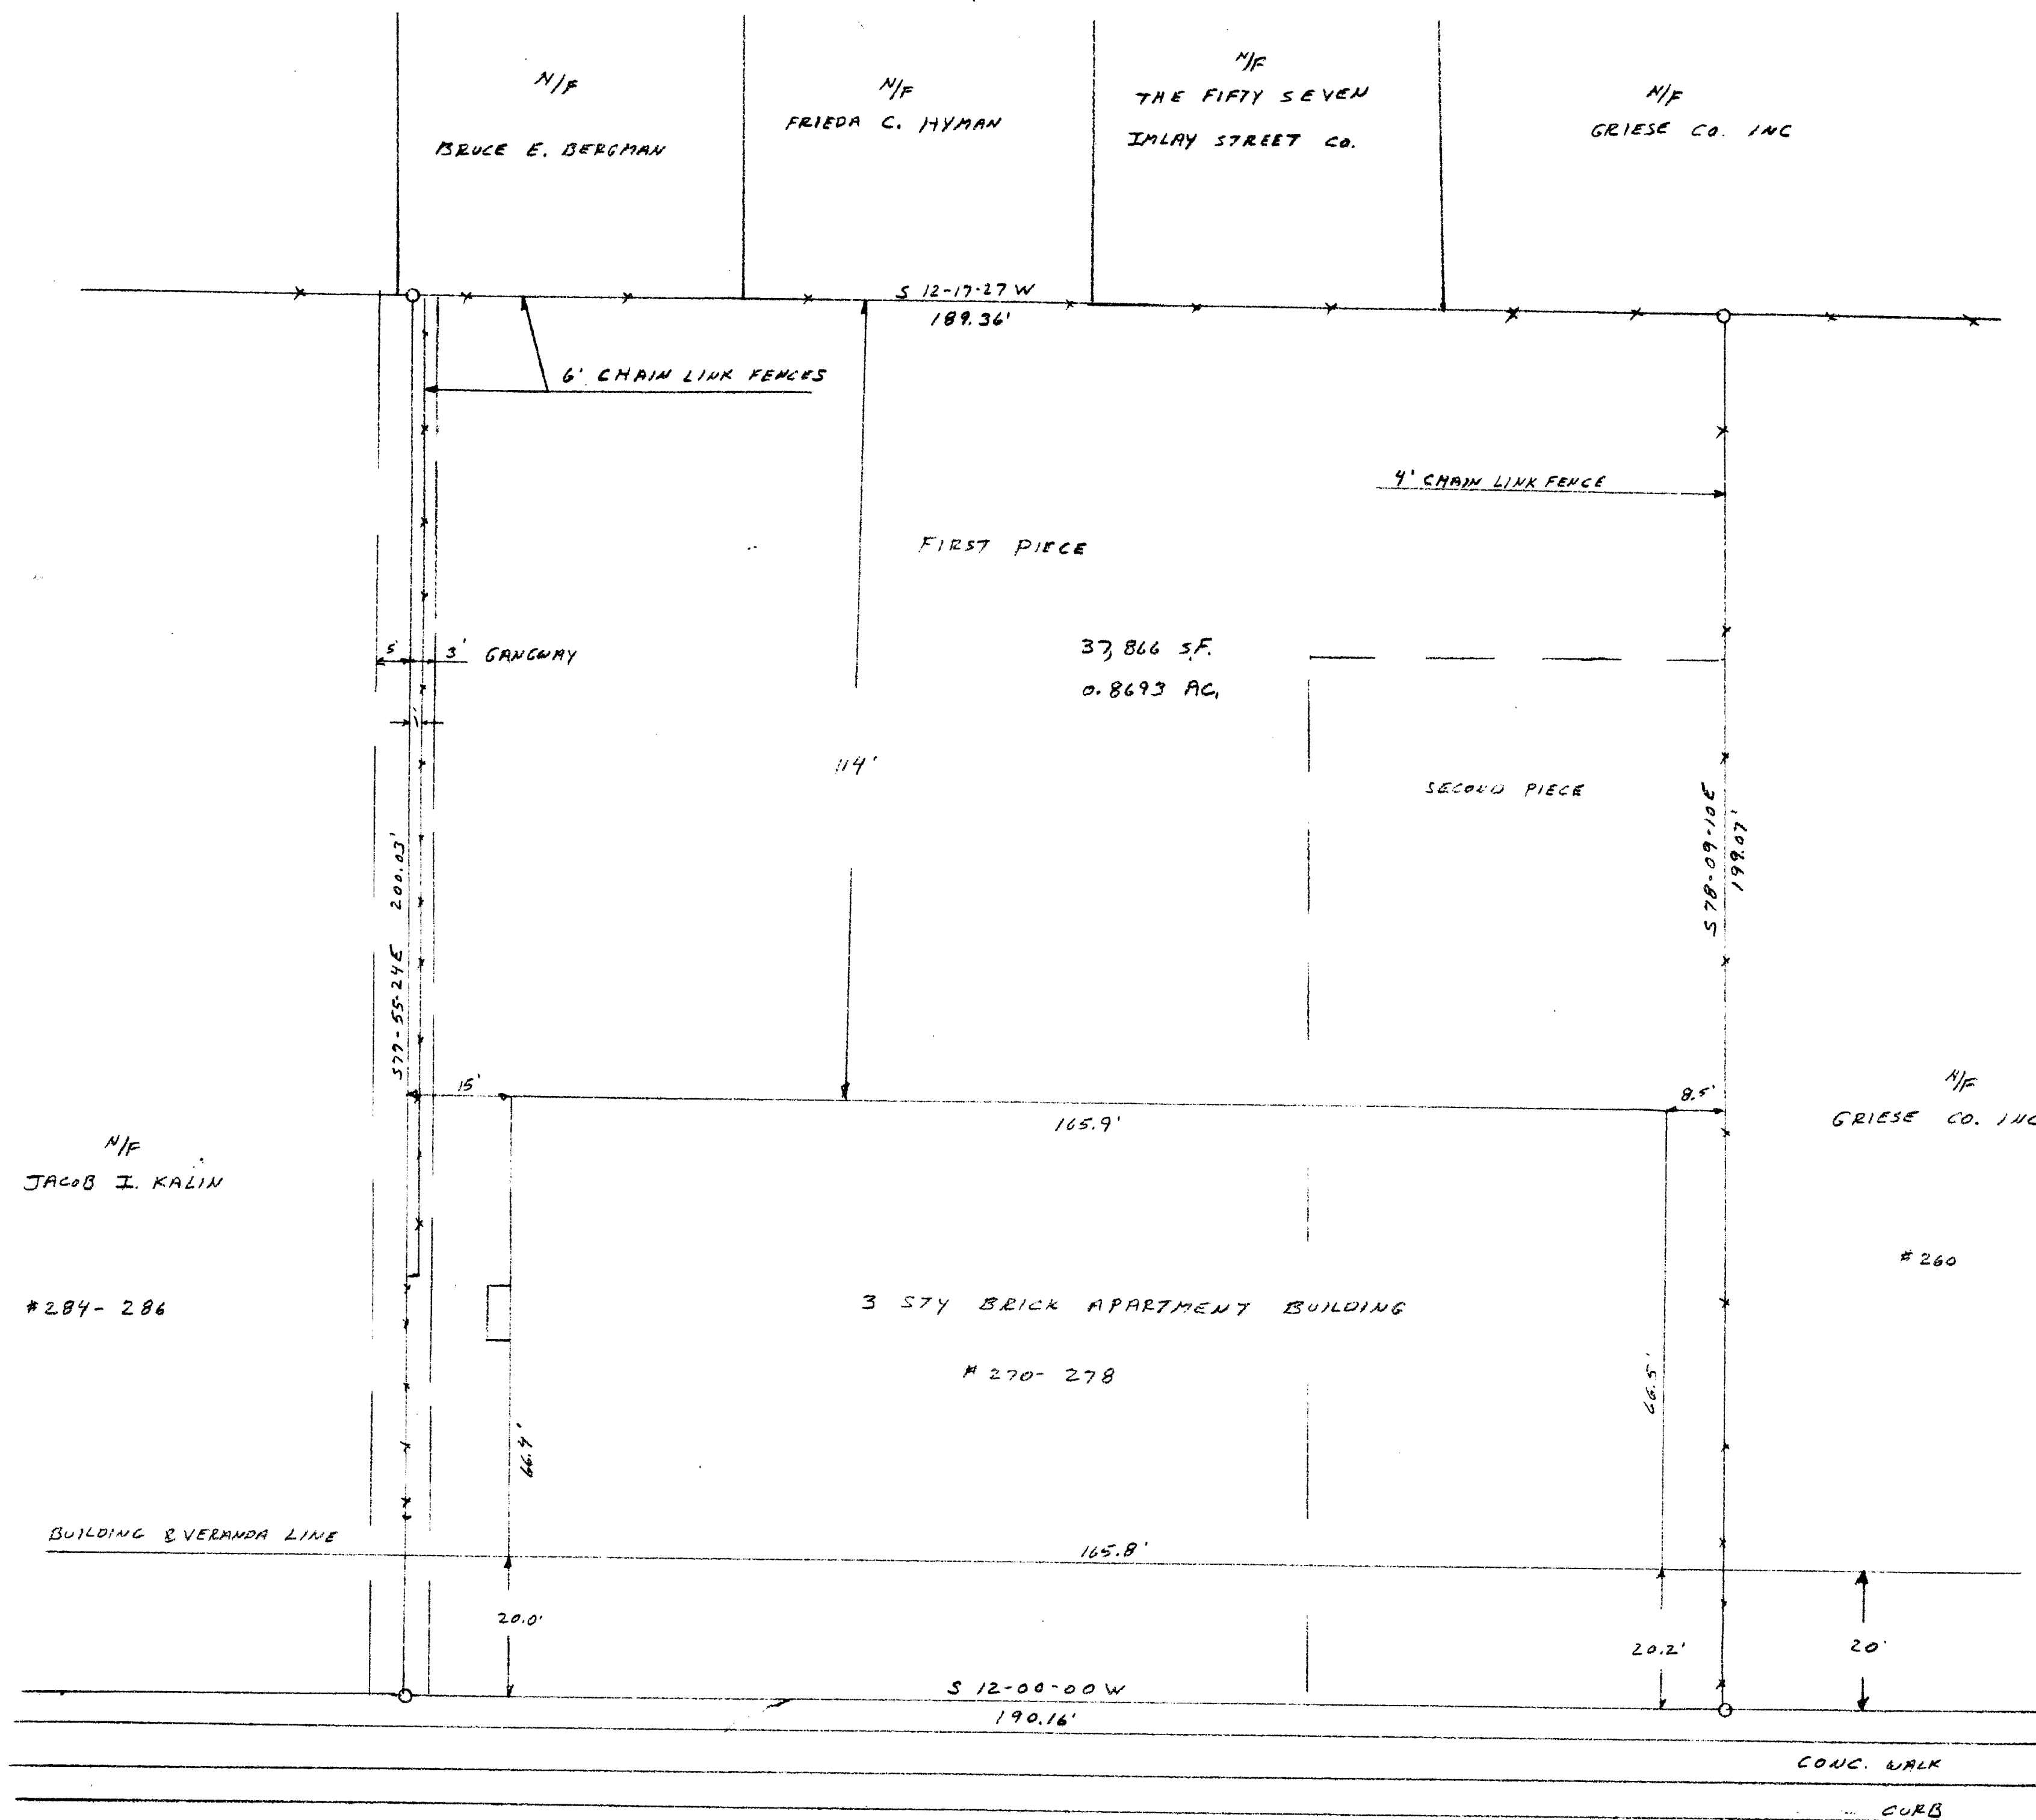 N/F
BRUCE E. BERGMAN
N/F
FRIEDA C. HYMAN
N/F
THE FIFTY SEVEN
IMLAY STREET CO.
N/F
GRIESE CO. INC
S 12-17-27 W
189.36'
6' CHAIN LINK FENCES
4' CHAIN LINK FENCE
FIRST PIECE
37,866 S.F.
0.8693 AC.
5' 3' GANGWAY
1'
114'
SECOND PIECE
S77-55-24E 200.03'
S78-09-10E
199.07'
15'
165.9'
8.5'
N/F
JACOB I. KALIN
#284-286
N/F
GRIESE CO. INC
#260
3 STY BRICK APARTMENT BUILDING
#270-278
66.4'
66.5'
BUILDING & VERANDA LINE
165.8'
20.0'
20.2'
20'
S 12-00-00 W
190.16'
CONC. WALK
CURB